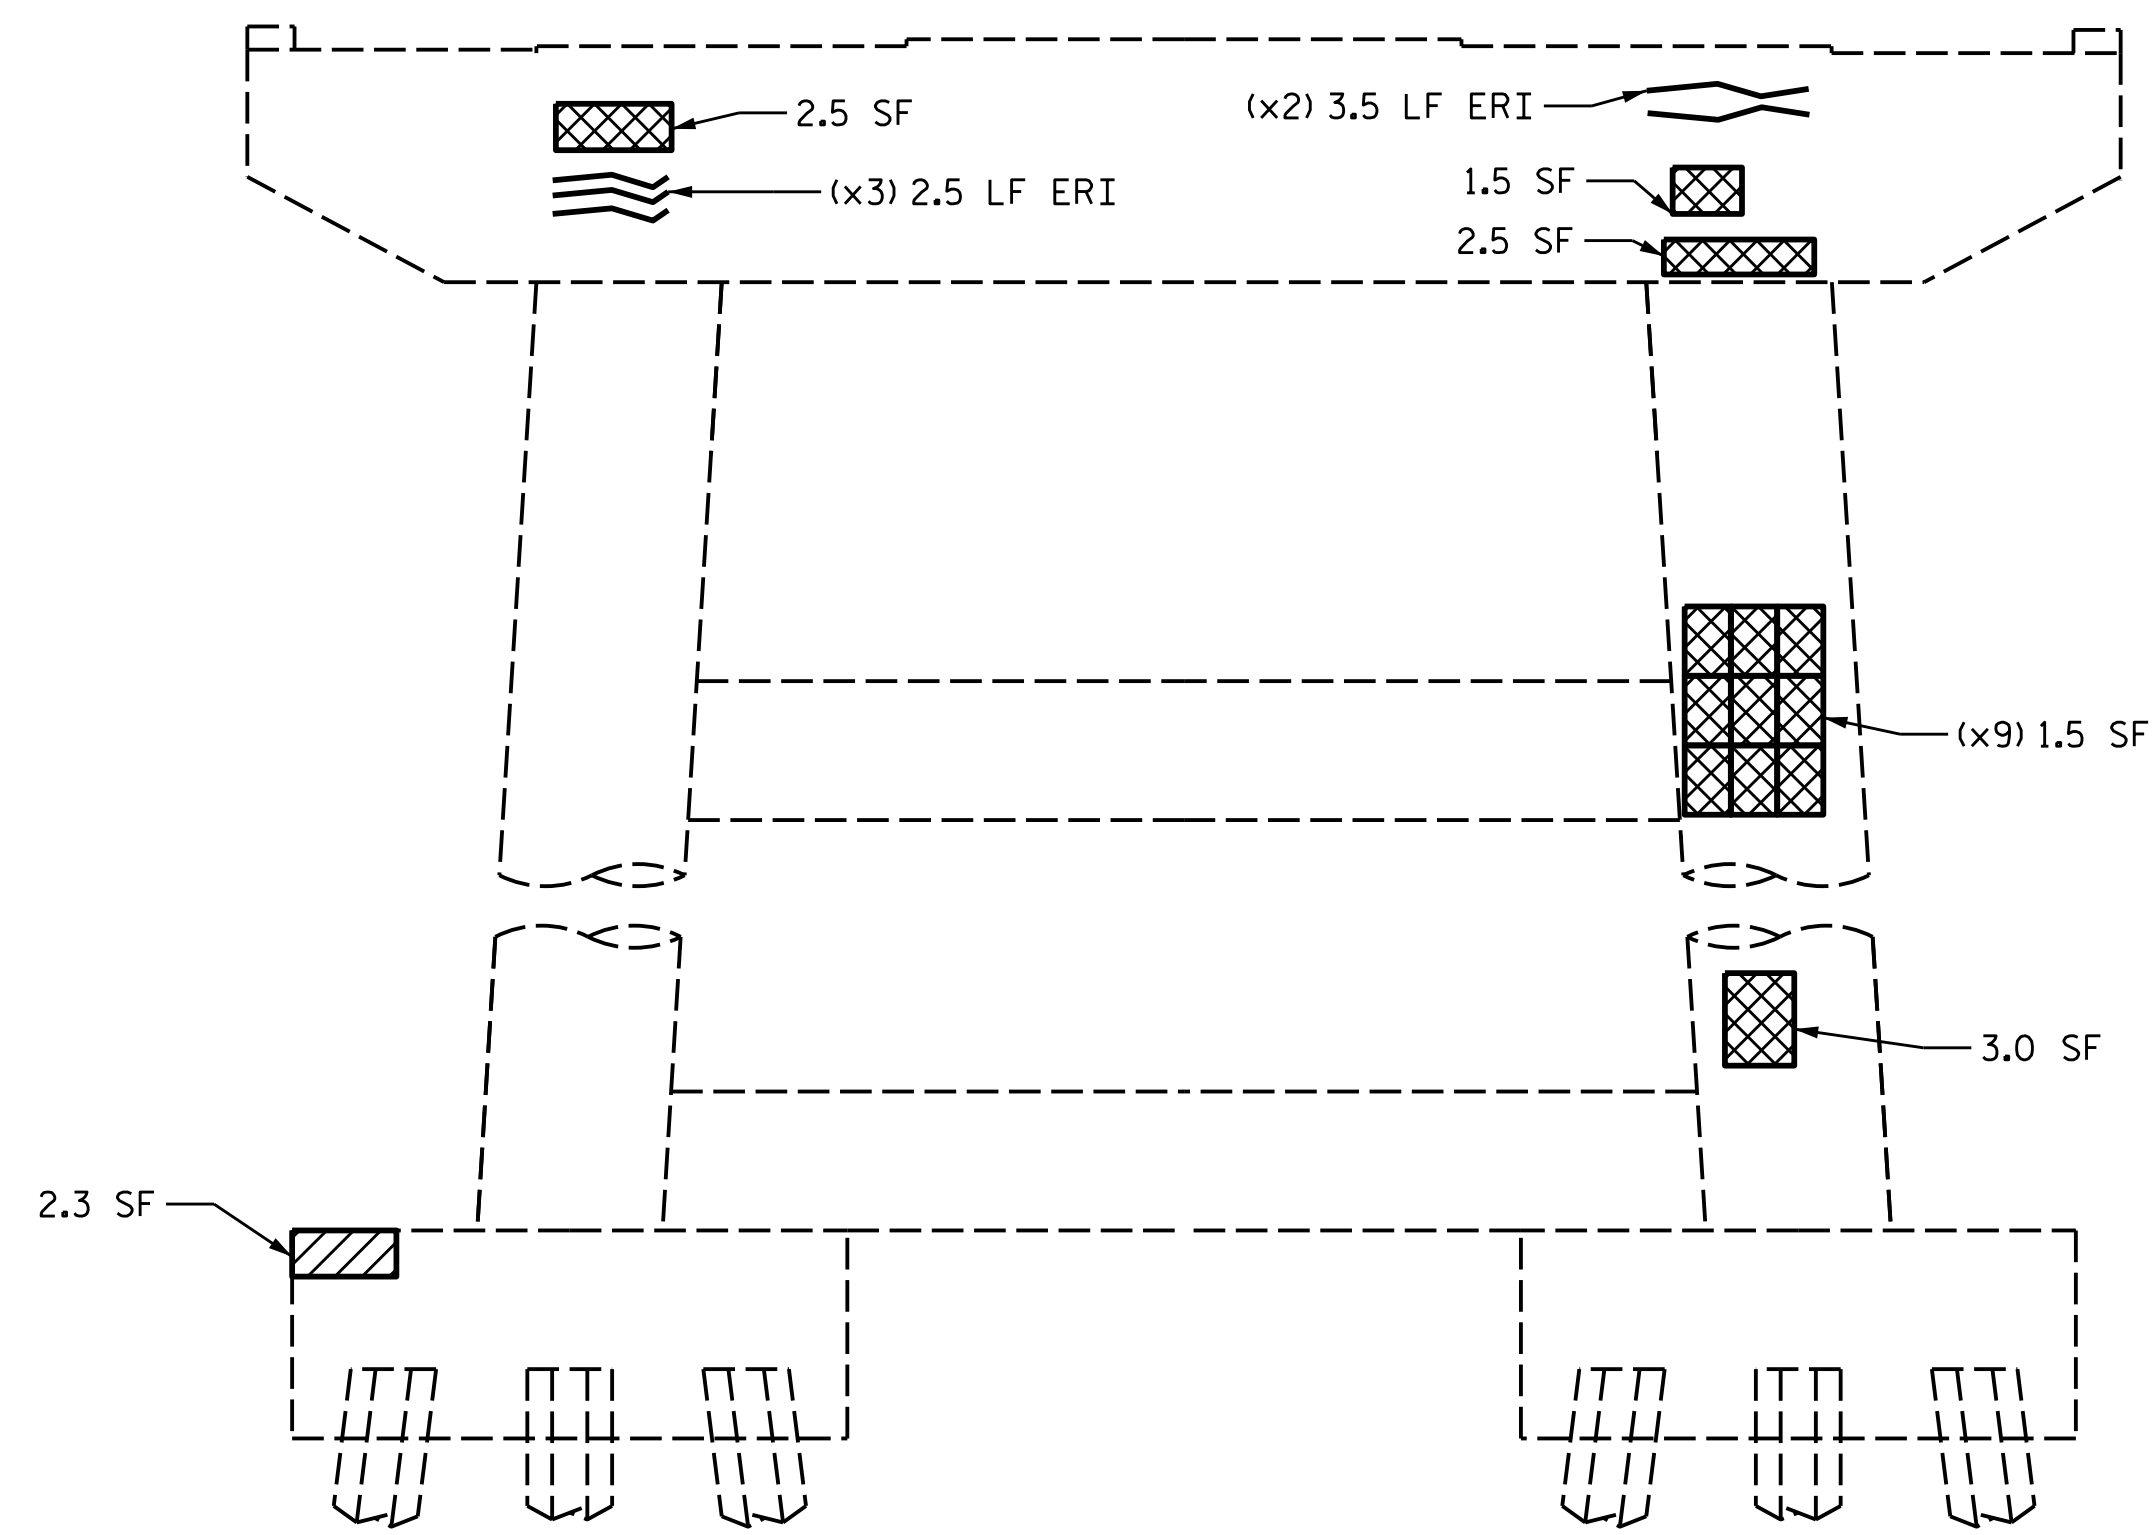 (x2) 3.5 LF ERI
2.5 SF
1.5 SF
(x3) 2.5 LF ERI
2.5 SF
(x9) 1.5 SF
3.0 SF
2.3 SF